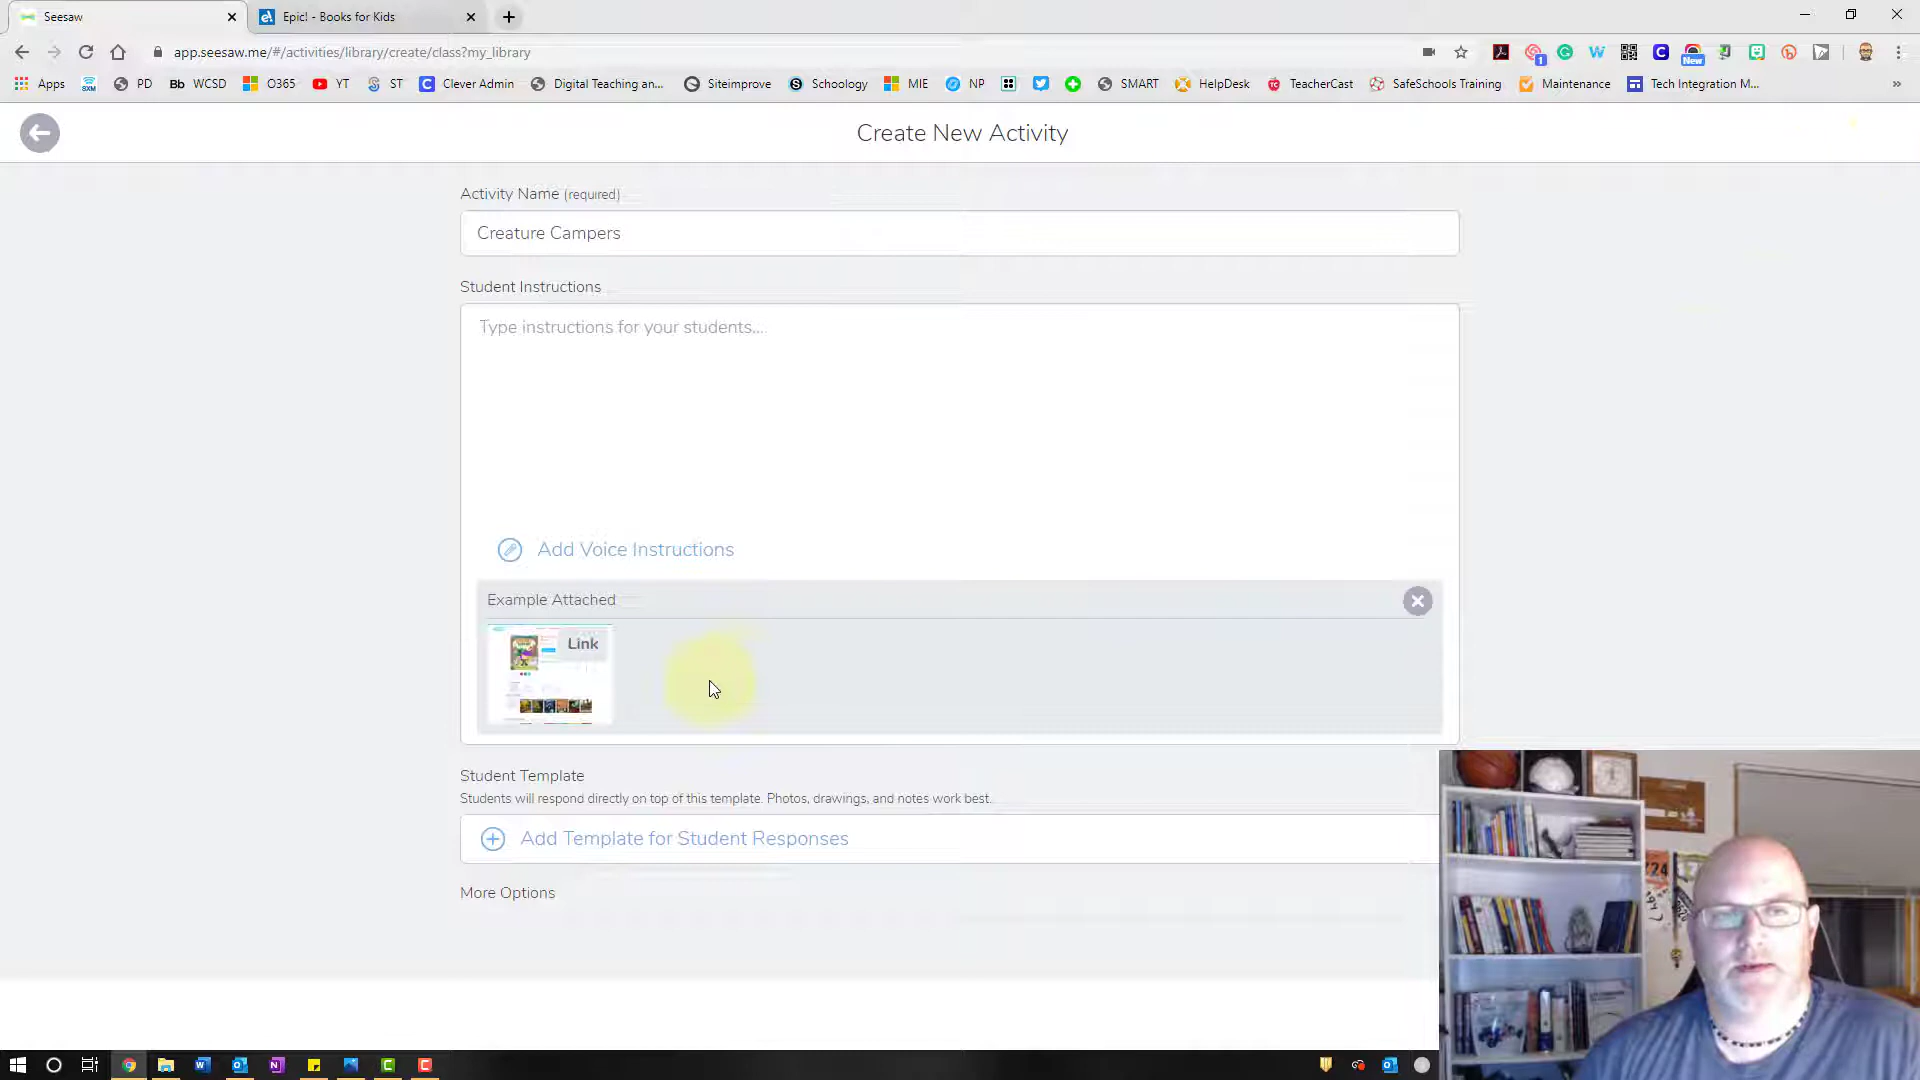 Seesaw
Epic! - Books for Kids
app.seesaw.me/#/activities/library/create/class?my_library
1
New
Apps
SXM
PD
Bb WCSD
O365
YT
ST
Clever Admin
Digital Teaching an...
Siteimprove
Schoology
MIE
NP
SMART
HelpDesk
TeacherCast
SafeSchools Training
Maintenance
Tech Integration M...
»
Create New Activity
Activity Name (required)
Creature Campers
Student Instructions
Type instructions for your students...
Add Voice Instructions
Example Attached
Link
Student Template
Students will respond directly on top of this template. Photos, drawings, and notes work best.
Add Template for Student Responses
More Options